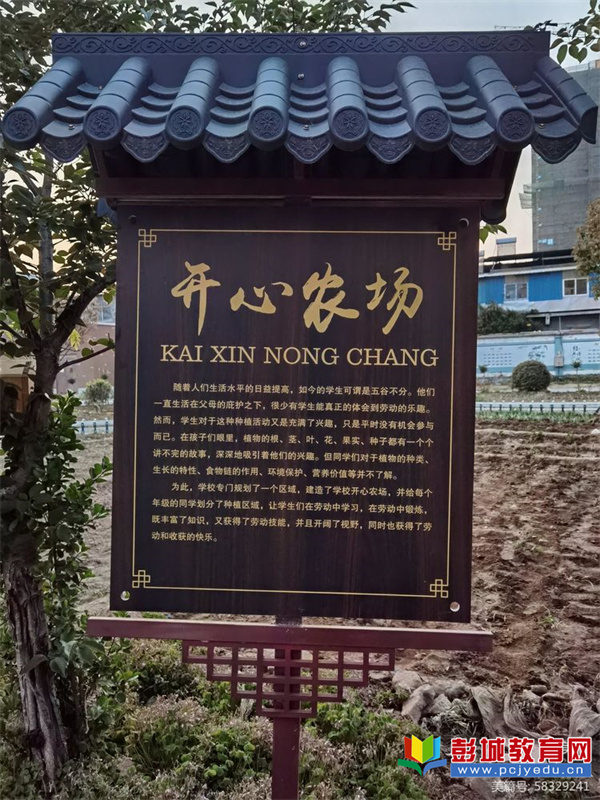 开心农场
KAI XIN NONG CHANG
随着人们生活水平的日益提高，如今的学生可谓是五谷不分。他们
一直生活在父母的庇护之下，很少有学生能真正的体会到劳动的乐趣。
然而，学生对于这种种植活动又是充满了兴趣，只是平时没有机会参与
而已。在孩子们眼里，植物的根、茎、叶、花、果实、种子都有一个个
讲不完的故事，深深地吸引着他们的兴趣。但同学们对于植物的种类、
生长的特性、食物链的作用、环境保护、营养价值等并不了解。
为此，学校专门规划了一个区域，建造了学校开心农场，并给每个
年级的同学划分了种植区域，让学生们在劳动中学习，在劳动中锻炼，
既丰富了知识，又获得了劳动技能，并且开阔了视野，同时也获得了劳
动和收获的快乐。
彭城教育网
www.pcjyedu.cn
美篇号：58329241